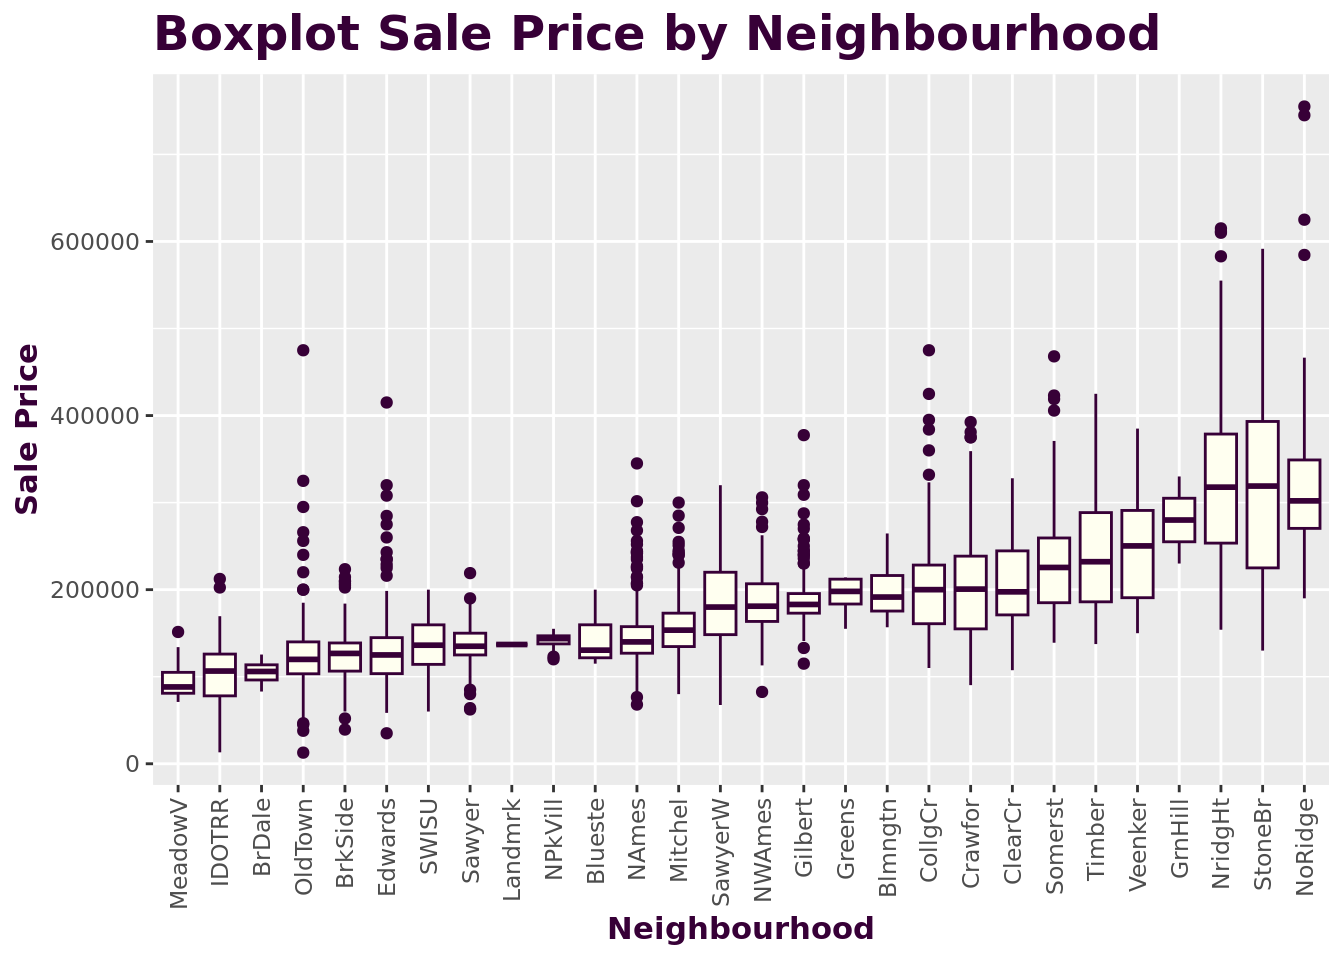 Boxplot Sale Price by Neighbourhood
Sale Price
600000
400000
200000
0
MeadowV
IDOTRR
BrDale
OldTown
BrkSide
Edwards
SWISU
Sawyer
Landmrk
NPkVill
Blueste
NAmes
Mitchel
SawyerW
NWAmes
Gilbert
Greens
Blmngtn
CollgCr
Crawfor
ClearCr
Somerst
Timber
Veenker
GrnHill
NridgHt
StoneBr
NoRidge
Neighbourhood